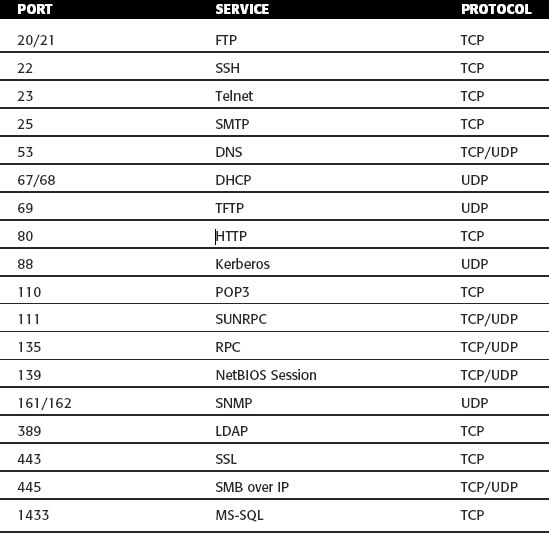 PORT SERVICE PROTOCOL
20/21 FTP TCP
22 SSH TCP
23 Telnet TCP
25 SMTP TCP
53 DNS TCP/UDP
67/68 DHCP UDP
69 TFTP UDP
80 HTTP TCP
88 Kerberos UDP
110 POP3 TCP
111 SUNRPC TCP/UDP
135 RPC TCP/UDP
139 NetBIOS Session TCP/UDP
161/162 SNMP UDP
389 LDAP TCP
443 SSL TCP
445 SMB over IP TCP/UDP
1433 MS-SQL TCP